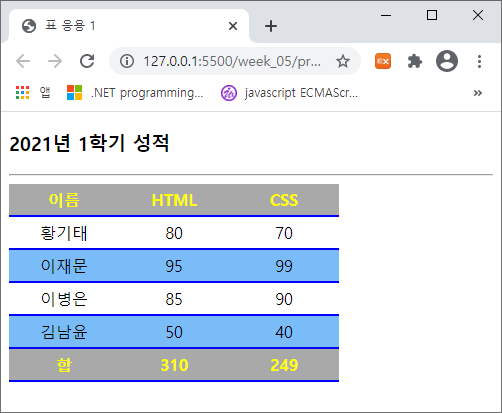 표 응용 1
127.0.0.1:5500/week_05/pr...
앱 .NET programming... javascript ECMAScr...
2021년 1학기 성적
이름 HTML CSS
황기태 80 70
이재문 95 99
이병은 85 90
김남윤 50 40
합 310 249